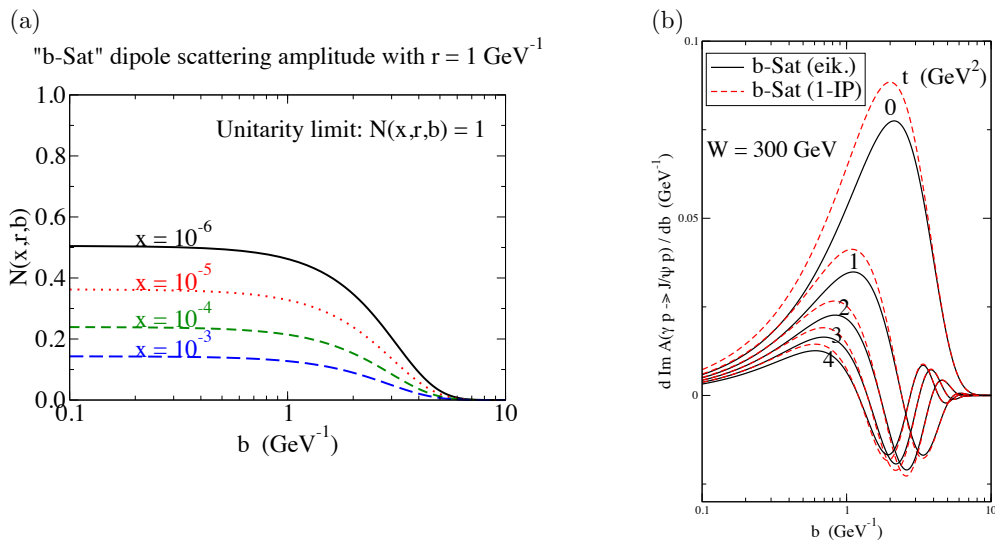 (a)
"b-Sat" dipole scattering amplitude with r = 1 GeV⁻¹
1.0
Unitarity limit: N(x,r,b) = 1
0.8
0.6
N(x,r,b)
x = 10⁻⁶
0.4
x = 10⁻⁵
x = 10⁻⁴
0.2
x = 10⁻³
0.0
0.1
1
10
b (GeV⁻¹)
(b)
0.1
b-Sat (eik.)
b-Sat (1-IP)
t (GeV²)
0
W = 300 GeV
d Im A(γ p -> J/ψ p) / db (GeV⁻¹)
0.05
1
2
3
4
0
0.1
1
10
b (GeV⁻¹)